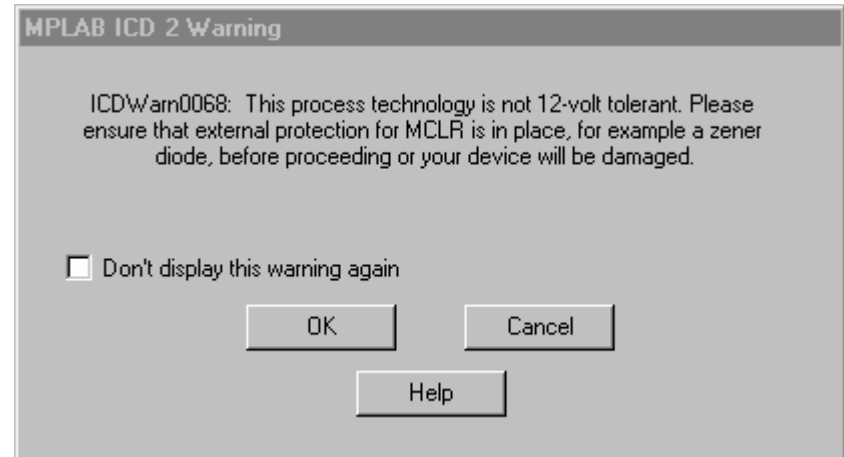 MPLAB ICD 2 Warning
ICDWarn0068: This process technology is not 12-volt tolerant. Please
ensure that external protection for MCLR is in place, for example a zener
diode, before proceeding or your device will be damaged.
Don't display this warning again
OK
Cancel
Help